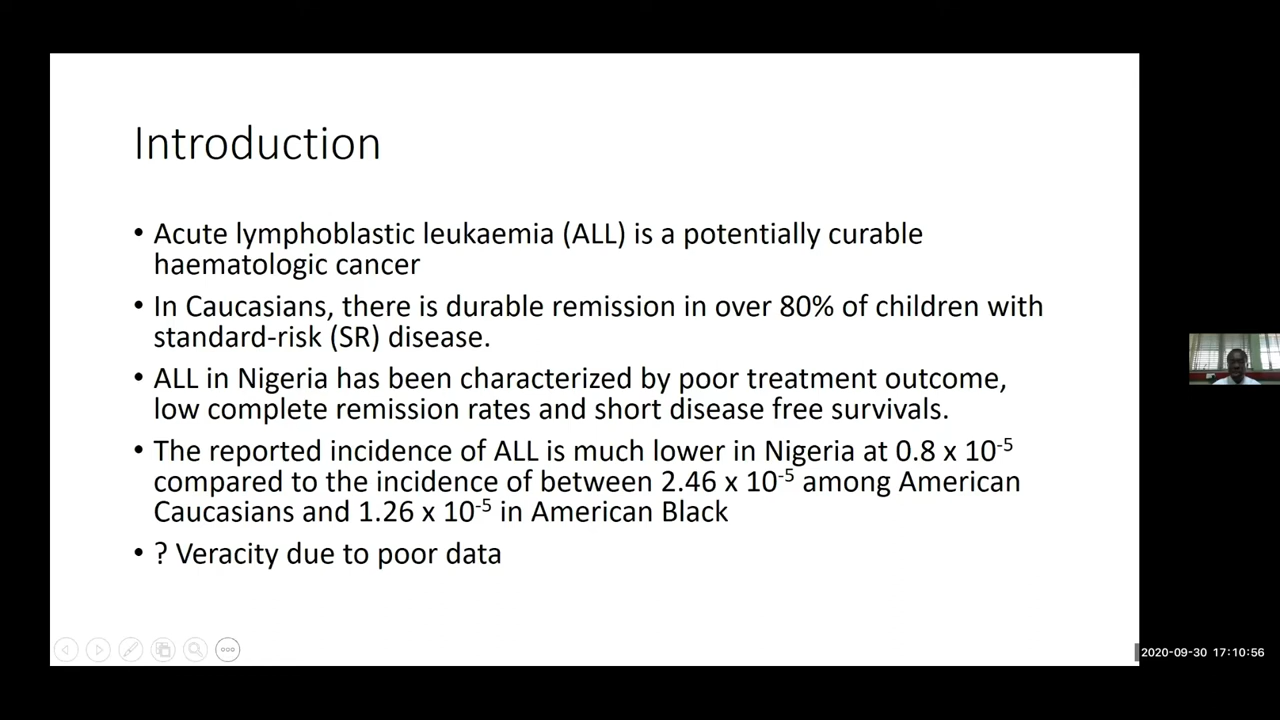 Introduction
• Acute lymphoblastic leukaemia (ALL) is a potentially curable
haematologic cancer
• In Caucasians, there is durable remission in over 80% of children with
standard-risk (SR) disease.
• ALL in Nigeria has been characterized by poor treatment outcome,
low complete remission rates and short disease free survivals.
• The reported incidence of ALL is much lower in Nigeria at 0.8 x 10⁻⁵
compared to the incidence of between 2.46 x 10⁻⁵ among American
Caucasians and 1.26 x 10⁻⁵ in American Black
• ? Veracity due to poor data
2020-09-30 17:10:56